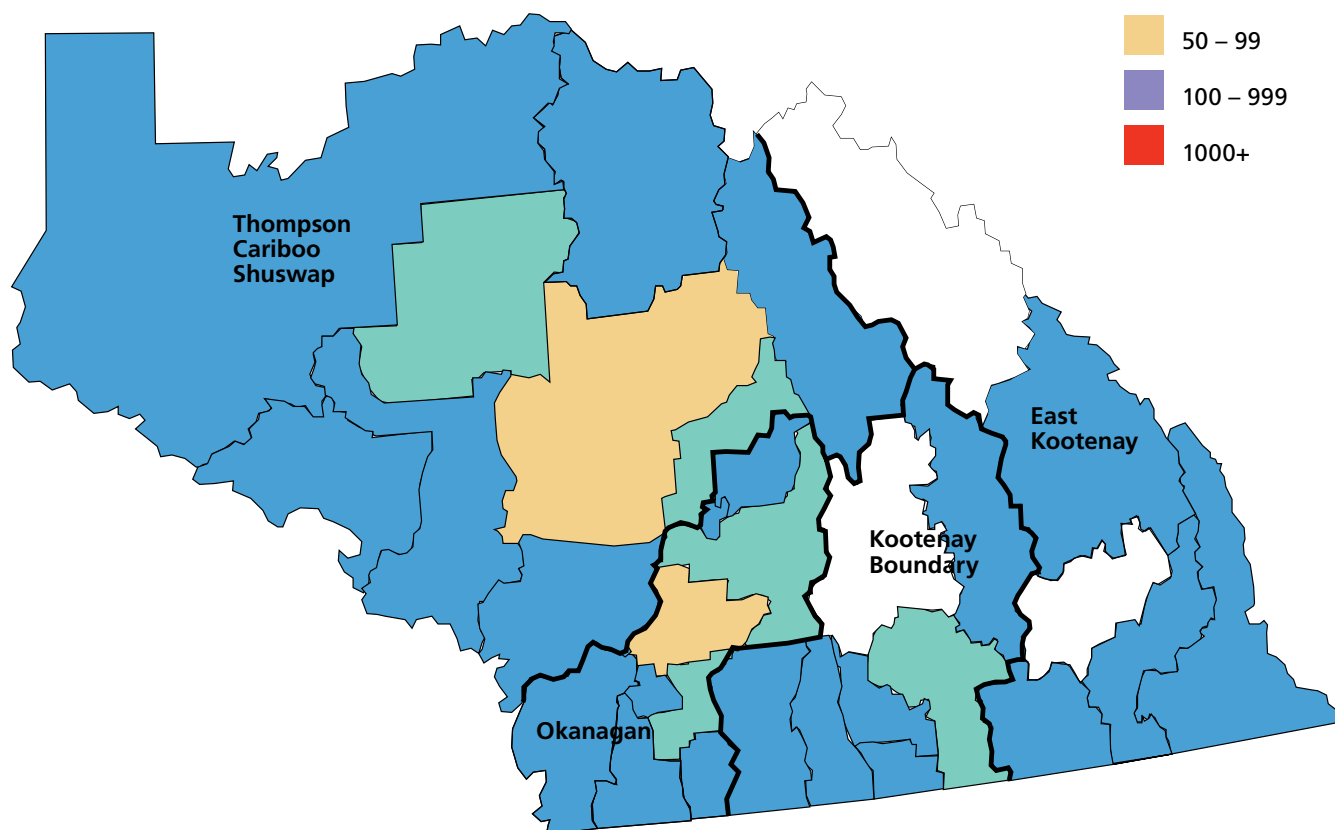 50 – 99
100 – 999
1000+
Thompson
Cariboo
Shuswap
East
Kootenay
Kootenay
Boundary
Okanagan